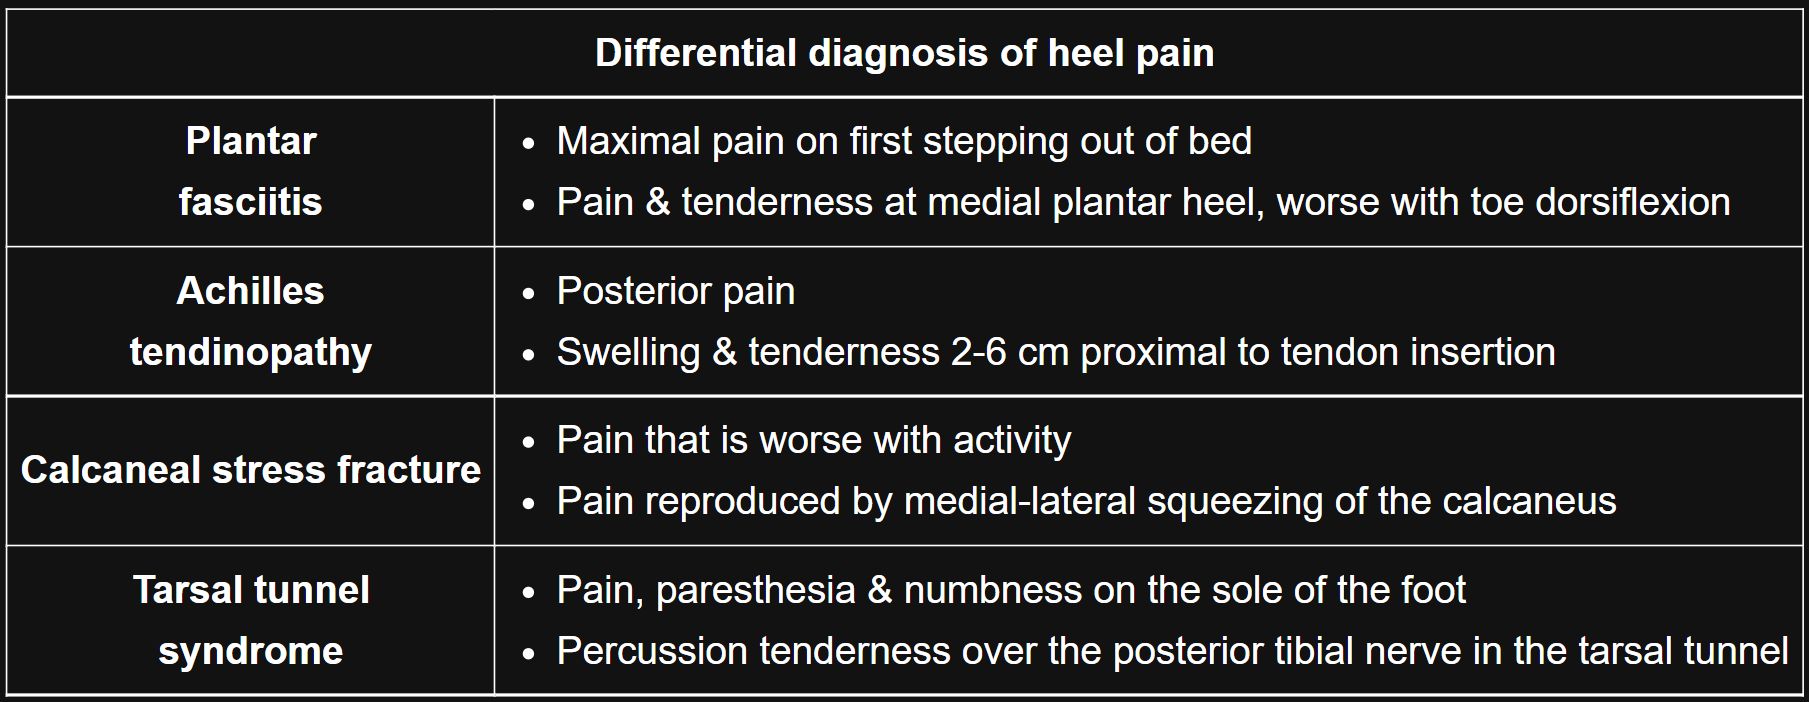 Differential diagnosis of heel pain
Plantar
fasciitis
• Maximal pain on first stepping out of bed
• Pain & tenderness at medial plantar heel, worse with toe dorsiflexion
Achilles
tendinopathy
• Posterior pain
• Swelling & tenderness 2-6 cm proximal to tendon insertion
Calcaneal stress fracture
• Pain that is worse with activity
• Pain reproduced by medial-lateral squeezing of the calcaneus
Tarsal tunnel
syndrome
• Pain, paresthesia & numbness on the sole of the foot
• Percussion tenderness over the posterior tibial nerve in the tarsal tunnel